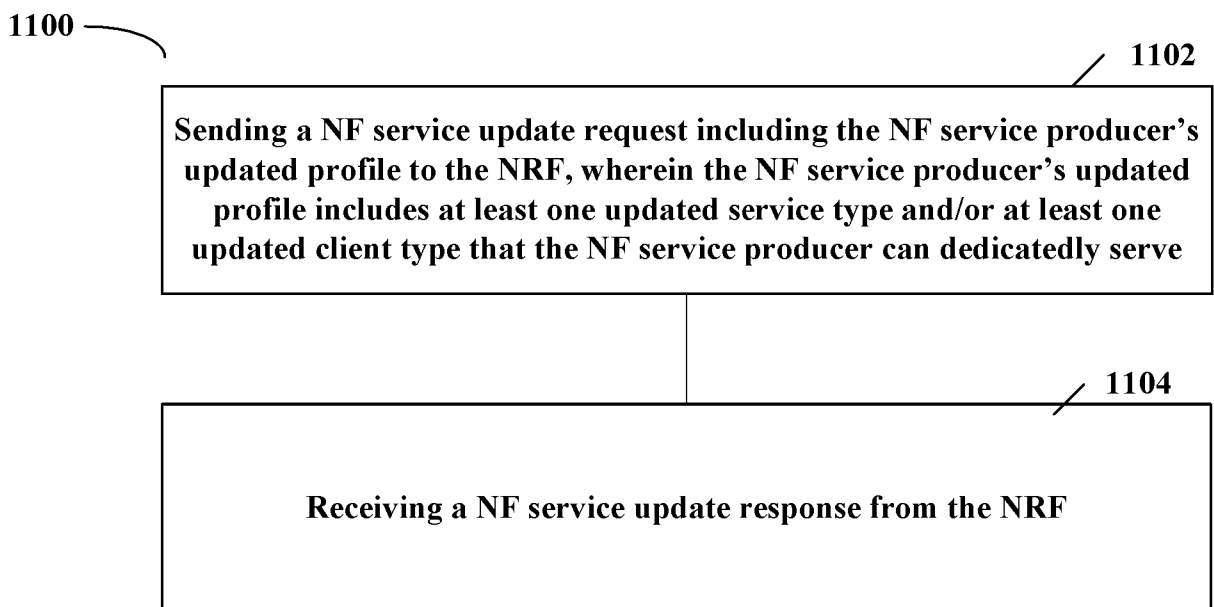 1100
1102
Sending a NF service update request including the NF service producer’s
updated profile to the NRF, wherein the NF service producer’s updated
profile includes at least one updated service type and/or at least one
updated client type that the NF service producer can dedicatedly serve
1104
Receiving a NF service update response from the NRF